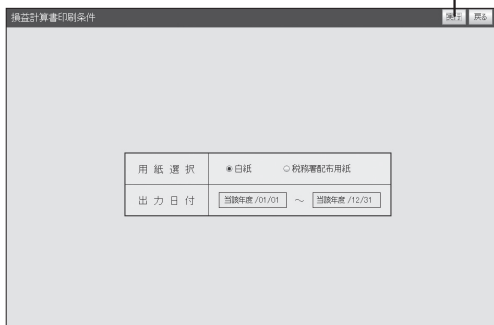 損益計算書印刷条件 実行 戻る
用紙選択 ◉白紙 ○税務署配布用紙
出力日付 当該年度/01/01 ～ 当該年度/12/31